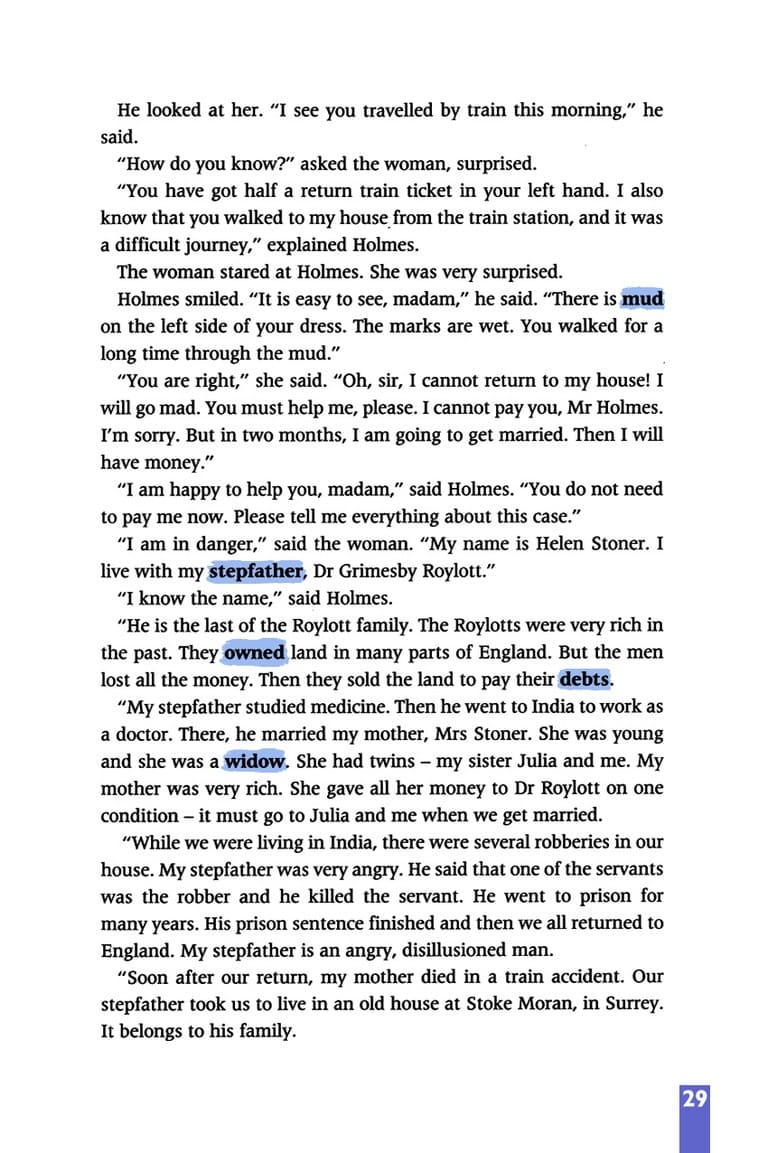 He looked at her. “I see you travelled by train this morning,” he
said.
“How do you know?” asked the woman, surprised.
“You have got half a return train ticket in your left hand. I also
know that you walked to my house from the train station, and it was
a difficult journey,” explained Holmes.
The woman stared at Holmes. She was very surprised.
Holmes smiled. “It is easy to see, madam,” he said. “There is mud
on the left side of your dress. The marks are wet. You walked for a
long time through the mud.”
“You are right,” she said. “Oh, sir, I cannot return to my house! I
will go mad. You must help me, please. I cannot pay you, Mr Holmes.
I’m sorry. But in two months, I am going to get married. Then I will
have money.”
“I am happy to help you, madam,” said Holmes. “You do not need
to pay me now. Please tell me everything about this case.”
“I am in danger,” said the woman. “My name is Helen Stoner. I
live with my stepfather, Dr Grimesby Roylott.”
“I know the name,” said Holmes.
“He is the last of the Roylott family. The Roylotts were very rich in
the past. They owned land in many parts of England. But the men
lost all the money. Then they sold the land to pay their debts.
“My stepfather studied medicine. Then he went to India to work as
a doctor. There, he married my mother, Mrs Stoner. She was young
and she was a widow. She had twins – my sister Julia and me. My
mother was very rich. She gave all her money to Dr Roylott on one
condition – it must go to Julia and me when we get married.
“While we were living in India, there were several robberies in our
house. My stepfather was very angry. He said that one of the servants
was the robber and he killed the servant. He went to prison for
many years. His prison sentence finished and then we all returned to
England. My stepfather is an angry, disillusioned man.
“Soon after our return, my mother died in a train accident. Our
stepfather took us to live in an old house at Stoke Moran, in Surrey.
It belongs to his family.
29